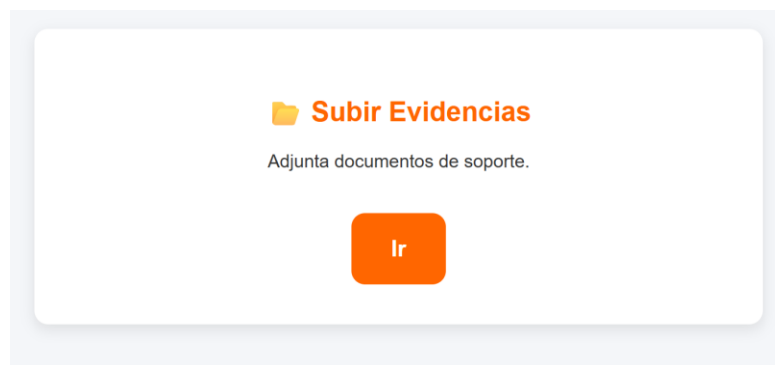 📂 Subir Evidencias
Adjunta documentos de soporte.
Ir